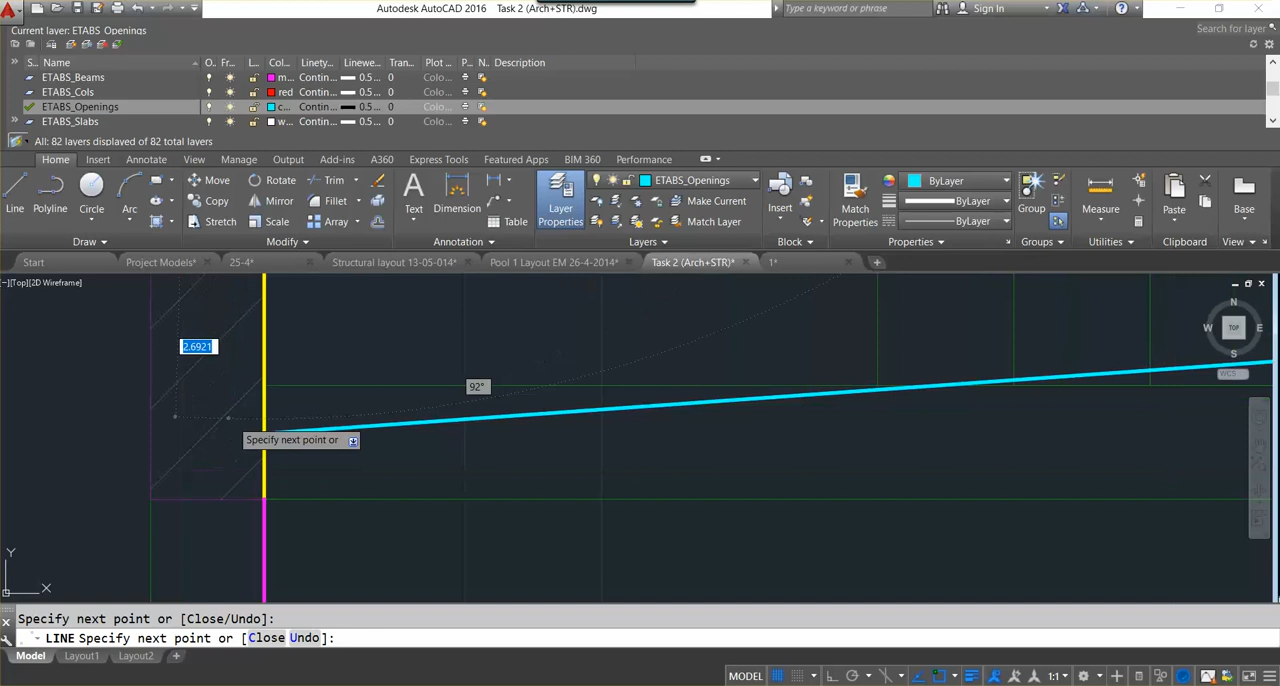 Autodesk AutoCAD 2016 Task 2 (Arch+STR).dwg
Type a keyword or phrase
Sign In
Current layer: ETABS_Openings
Search for layer
S.. Name O. Fr... L... Col... Linety... Linewe... Tran... Plot ... P... N... Description
ETABS_Beams m... Contin... 0.5... 0 Colo...
ETABS_Cols red Contin... 0.5... 0 Colo...
ETABS_Openings c... Contin... 0.5... 0 Colo...
ETABS_Slabs w... Contin... 0.5... 0 Colo...
All: 82 layers displayed of 82 total layers
Home Insert Annotate View Manage Output Add-ins A360 Express Tools Featured Apps BIM 360 Performance
Move Rotate Trim
ETABS_Openings
ByLayer
Copy Mirror Fillet
Make Current
ByLayer
Line Polyline Circle Arc
Text Dimension
Layer Properties
Insert
Match Properties
Group
Measure
Paste
Base
Stretch Scale Array
Table
Match Layer
ByLayer
Draw Modify Annotation Layers Block Properties Groups Utilities Clipboard View
Start Project Models* 25-4* Structural layout 13-05-014* Pool 1 Layout EM 26-4-2014* Task 2 (Arch+STR)* 1*
[−][Top][2D Wireframe]
N
W TOP E
S
WCS
2.6921
92°
Specify next point or
Y
X
Specify next point or [Close/Undo]:
LINE Specify next point or [Close Undo]:
Model Layout1 Layout2 +
MODEL 1:1